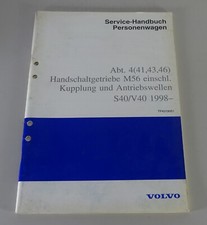 Service-Handbuch
Personenwagen
Abt. 4(41,43,46)
Handschaltgetriebe M56 einschl.
Kupplung und Antriebswellen
S40/V40 1998–
VOLVO